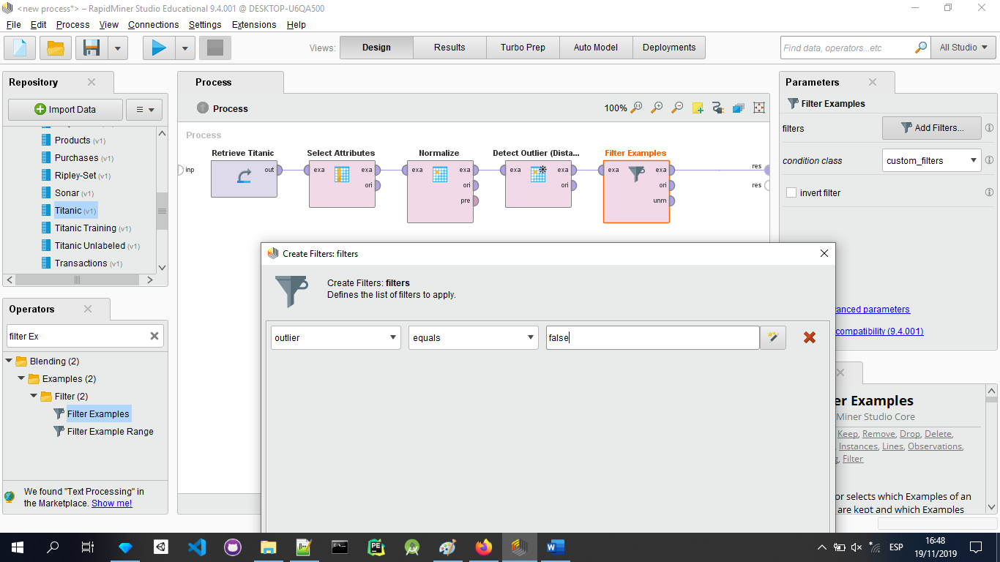 <new process*> – RapidMiner Studio Educational 9.4.001 @ DESKTOP-U6QA500
File Edit Process View Connections Settings Extensions Help
Views: Design Results Turbo Prep Auto Model Deployments
Find data, operators...etc All Studio
Repository
Import Data
Products (v1)
Purchases (v1)
Ripley-Set (v1)
Sonar (v1)
Titanic (v1)
Titanic Training (v1)
Titanic Unlabeled (v1)
Transactions (v1)
Operators
filter Ex
Blending (2)
Examples (2)
Filter (2)
Filter Examples
Filter Example Range
We found "Text Processing" in
the Marketplace. Show me!
Process
Process 100%
Process
Retrieve Titanic Select Attributes Normalize Detect Outlier (Dista... Filter Examples
inp out exa exa exa exa exa exa exa exa res
ori ori ori ori res
pre unm
Parameters
Filter Examples
filters Add Filters...
condition class custom_filters
invert filter
anced parameters
compatibility (9.4.001)
er Examples
Miner Studio Core
Keep, Remove, Drop, Delete,
Instances, Lines, Observations,
g, Filter
or selects which Examples of an
are kept and which Examples
Create Filters: filters
Create Filters: filters
Defines the list of filters to apply.
outlier equals false
PE
ESP
16:48
19/11/2019